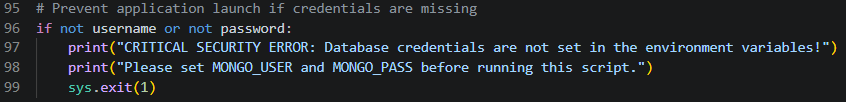 95 # Prevent application launch if credentials are missing
96 if not username or not password:
97     print("CRITICAL SECURITY ERROR: Database credentials are not set in the environment variables!")
98     print("Please set MONGO_USER and MONGO_PASS before running this script.")
99     sys.exit(1)